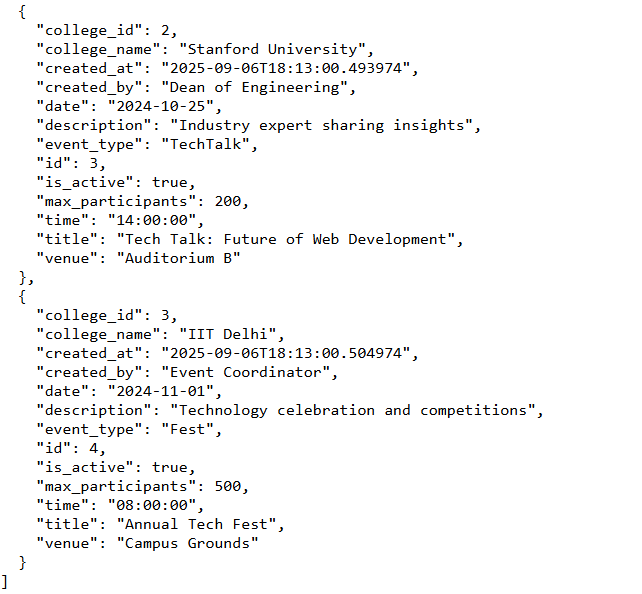 {
"college_id": 2,
"college_name": "Stanford University",
"created_at": "2025-09-06T18:13:00.493974",
"created_by": "Dean of Engineering",
"date": "2024-10-25",
"description": "Industry expert sharing insights",
"event_type": "TechTalk",
"id": 3,
"is_active": true,
"max_participants": 200,
"time": "14:00:00",
"title": "Tech Talk: Future of Web Development",
"venue": "Auditorium B"
},
{
"college_id": 3,
"college_name": "IIT Delhi",
"created_at": "2025-09-06T18:13:00.504974",
"created_by": "Event Coordinator",
"date": "2024-11-01",
"description": "Technology celebration and competitions",
"event_type": "Fest",
"id": 4,
"is_active": true,
"max_participants": 500,
"time": "08:00:00",
"title": "Annual Tech Fest",
"venue": "Campus Grounds"
}
]